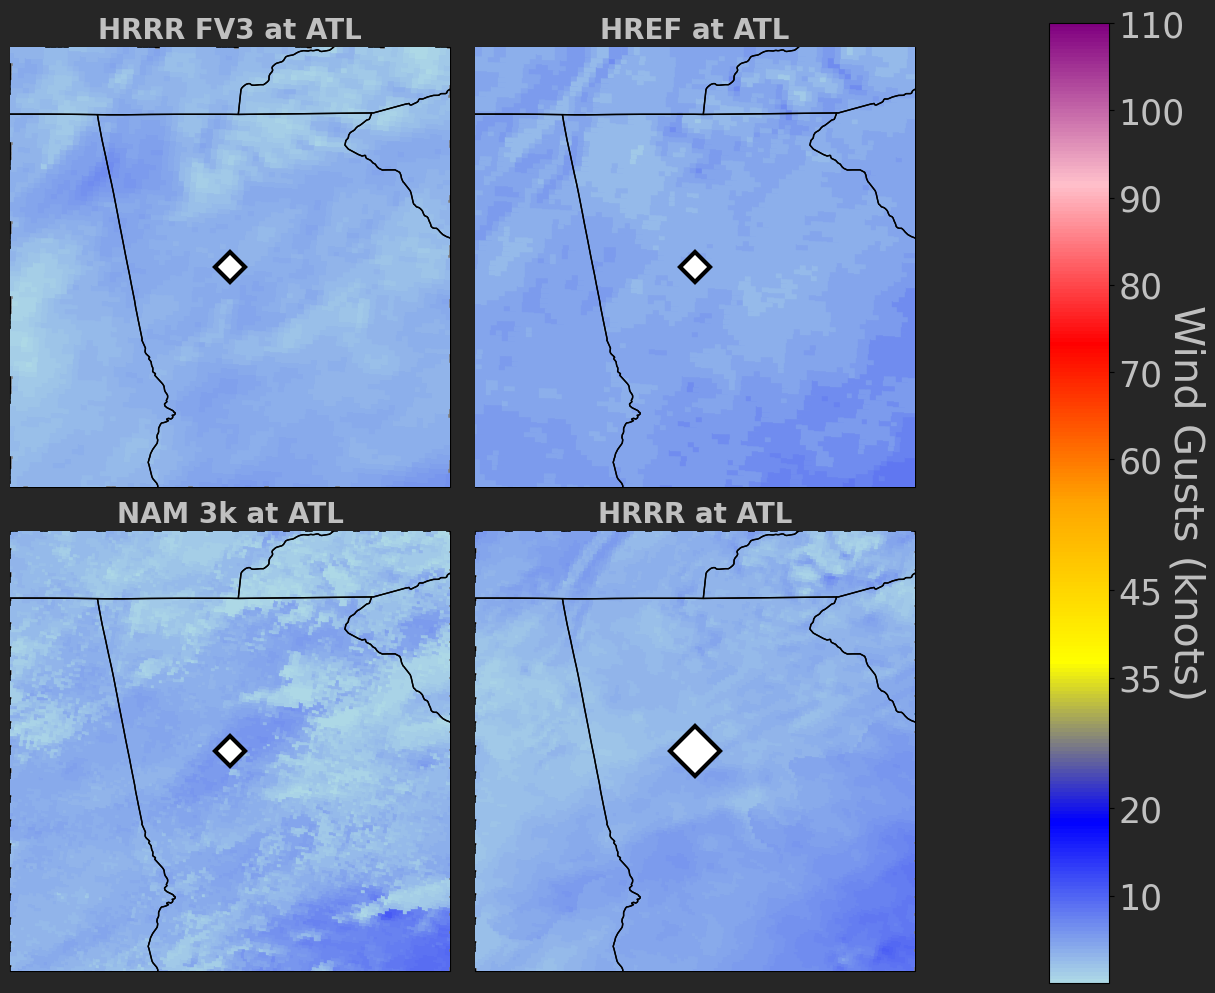 HRRR FV3 at ATL
HREF at ATL
NAM 3k at ATL
HRRR at ATL
110
100
90
80
70
60
45
35
20
10
Wind Gusts (knots)